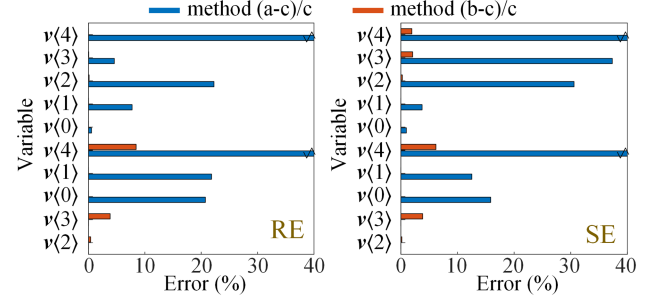 method (a-c)/c method (b-c)/c
Variable
ν⟨4⟩
ν⟨3⟩
ν⟨2⟩
ν⟨1⟩
ν⟨0⟩
ν⟨4⟩
ν⟨1⟩
ν⟨0⟩
ν⟨3⟩
ν⟨2⟩
RE
0 10 20 30 40
Error (%)
Variable
ν⟨4⟩
ν⟨3⟩
ν⟨2⟩
ν⟨1⟩
ν⟨0⟩
ν⟨4⟩
ν⟨1⟩
ν⟨0⟩
ν⟨3⟩
ν⟨2⟩
SE
0 10 20 30 40
Error (%)